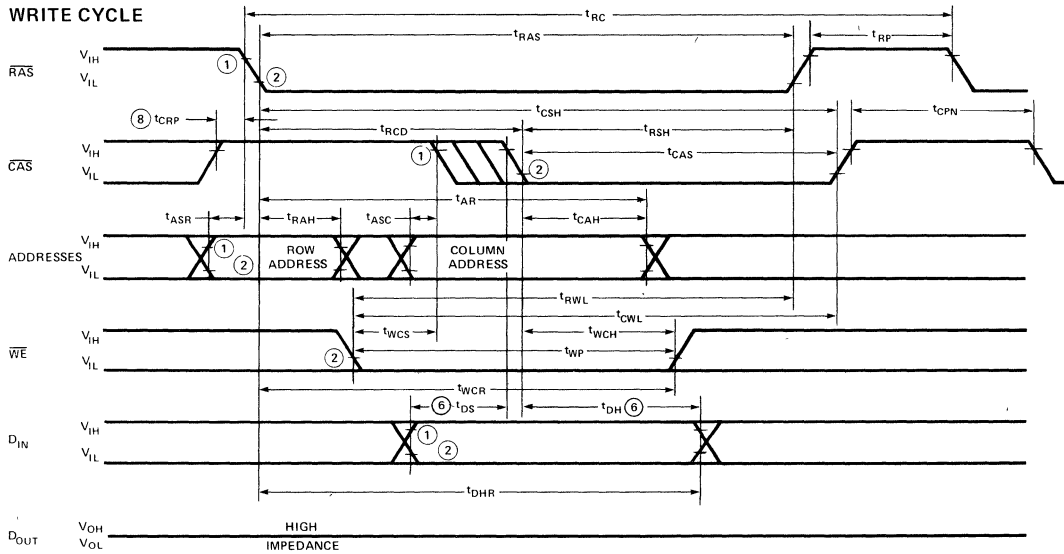 WRITE CYCLE
tRC
tRAS
tRP
RAS
VIH
VIL
1
2
8 tCRP
tCSH
tCPN
tRCD
tRSH
CAS
VIH
VIL
1
2
tCAS
tAR
tASR
tRAH
tASC
tCAH
ADDRESSES
VIH
VIL
1
2
ROW
ADDRESS
COLUMN
ADDRESS
tRWL
tCWL
tWCS
tWCH
WE
VIH
VIL
2
tWP
tWCR
6 tDS
tDH 6
DIN
VIH
VIL
1
2
tDHR
DOUT
VOH
VOL
HIGH
IMPEDANCE